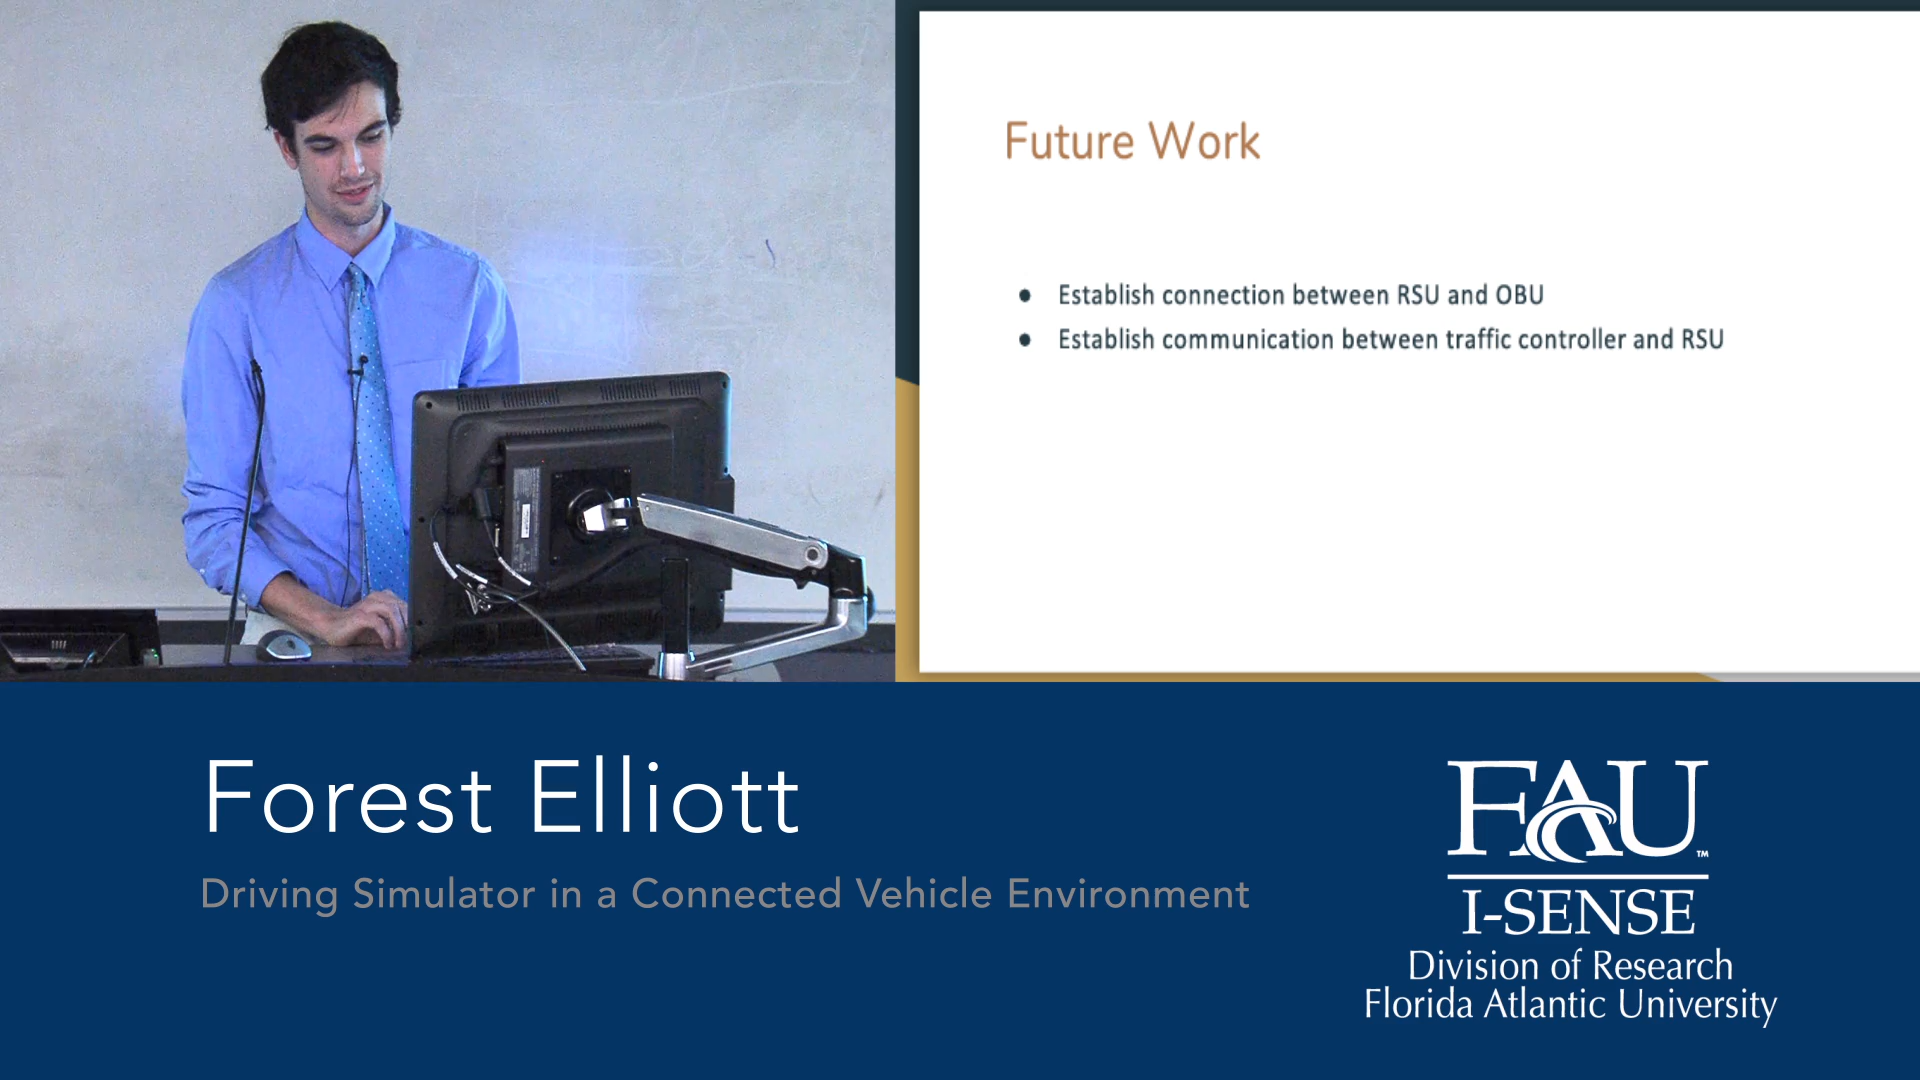 Future Work
● Establish connection between RSU and OBU
● Establish communication between traffic controller and RSU
Forest Elliott
Driving Simulator in a Connected Vehicle Environment
FAU™
I-SENSE
Division of Research
Florida Atlantic University